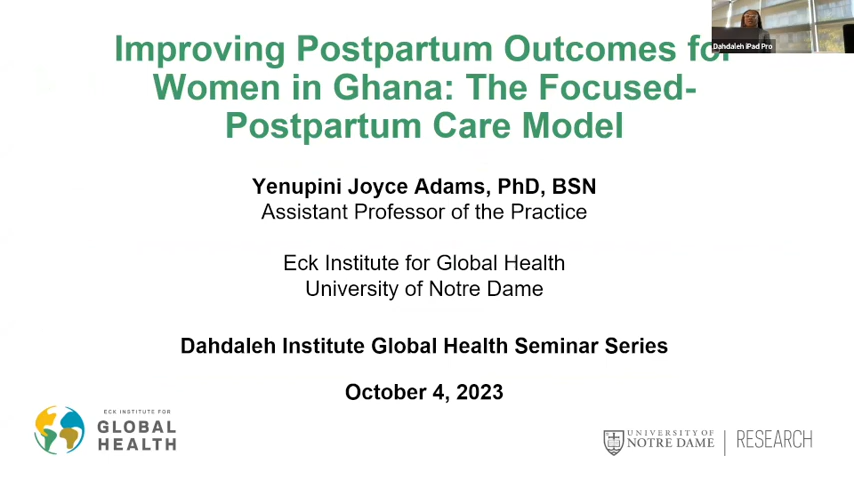 Improving Postpartum Outcomes for
Women in Ghana: The Focused-
Postpartum Care Model
Dahdaleh iPad Pro
Yenupini Joyce Adams, PhD, BSN
Assistant Professor of the Practice
Eck Institute for Global Health
University of Notre Dame
Dahdaleh Institute Global Health Seminar Series
October 4, 2023
ECK INSTITUTE FOR
GLOBAL
HEALTH
UNIVERSITY OF
NOTRE DAME
RESEARCH